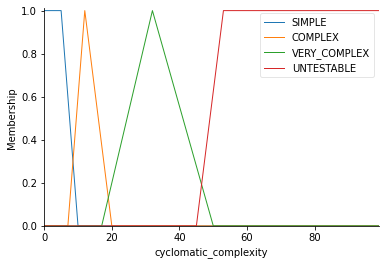 1.0
0.8
0.6
0.4
0.2
0.0
Membership
SIMPLE
COMPLEX
VERY_COMPLEX
UNTESTABLE
0 20 40 60 80
cyclomatic_complexity